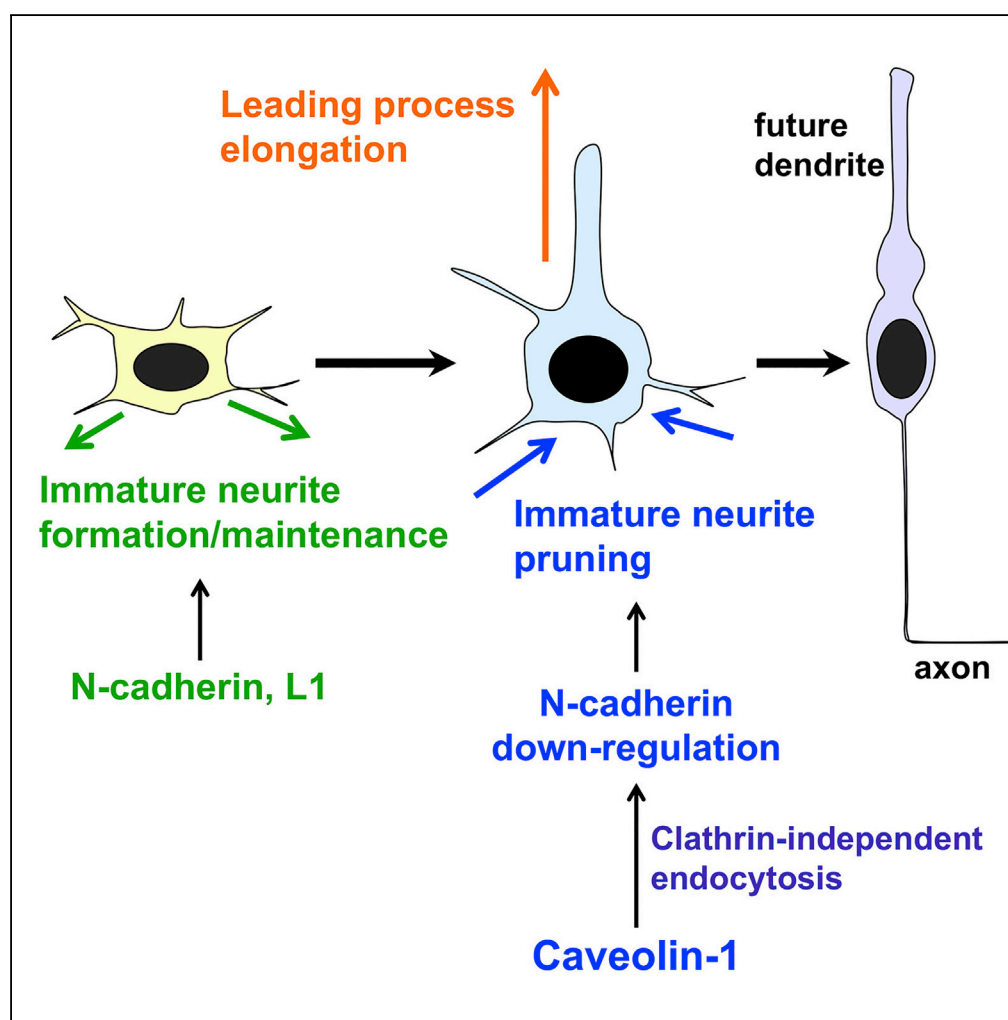 Leading process
elongation
future
dendrite
Immature neurite
formation/maintenance
Immature neurite
pruning
N-cadherin, L1
axon
N-cadherin
down-regulation
Clathrin-independent
endocytosis
Caveolin-1